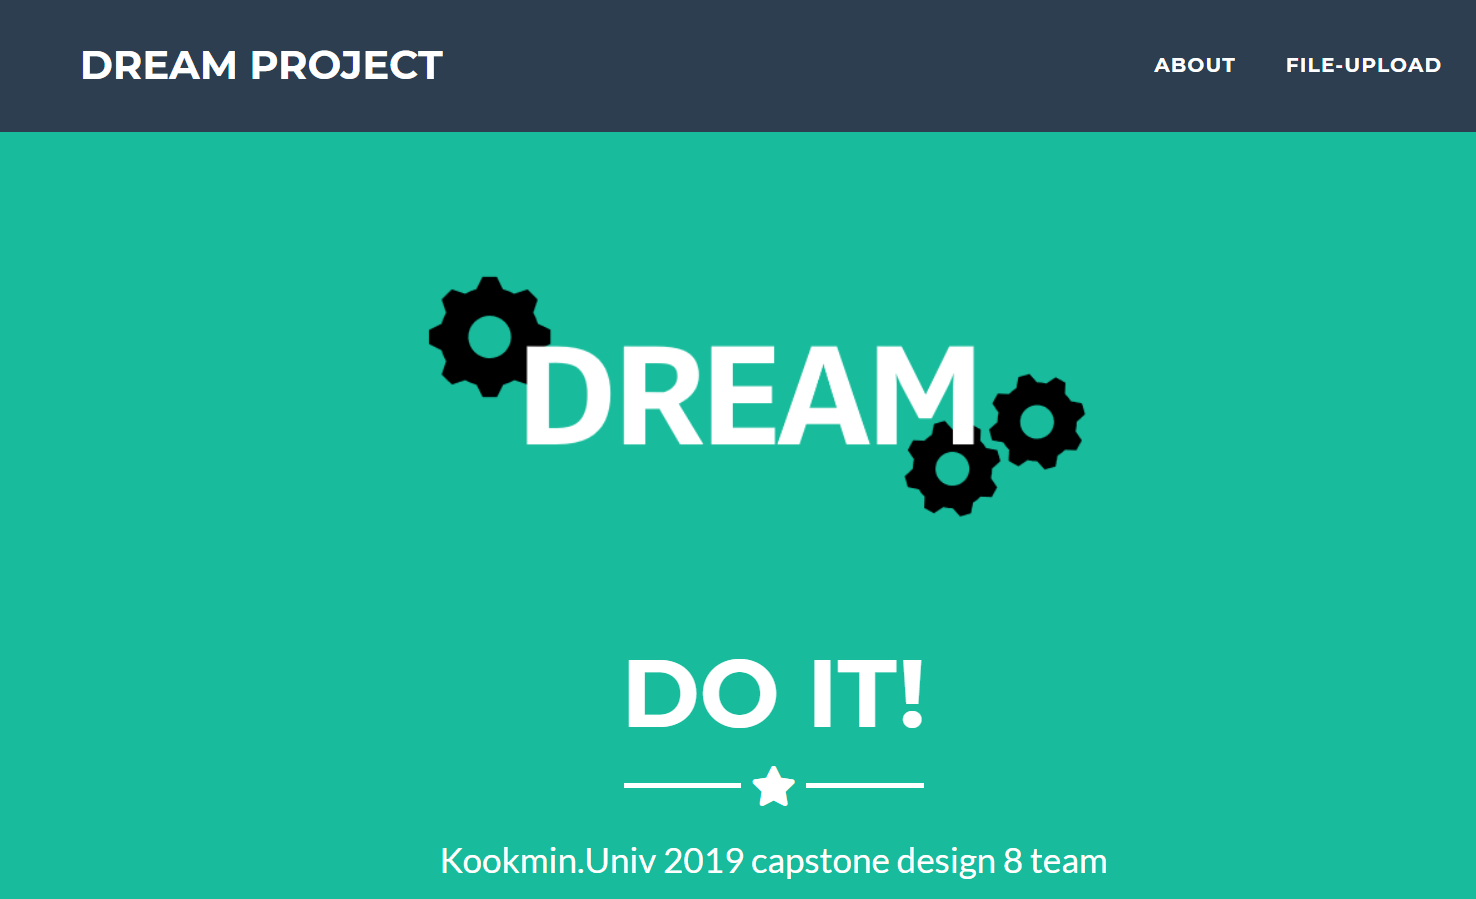 DREAM PROJECT
ABOUT FILE-UPLOAD
DREAM
DO IT!
Kookmin.Univ 2019 capstone design 8 team